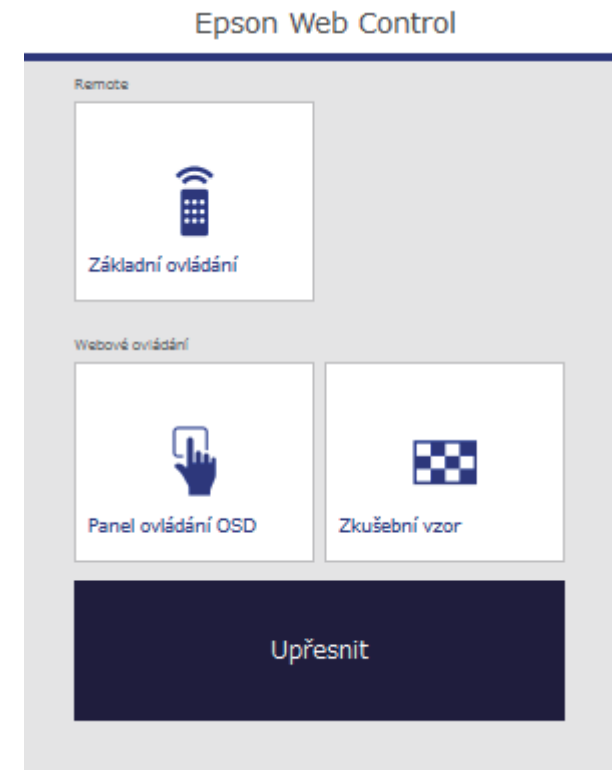 Epson Web Control
Remote
Základní ovládání
Webové ovládání
Panel ovládání OSD
Zkušební vzor
Upřesnit